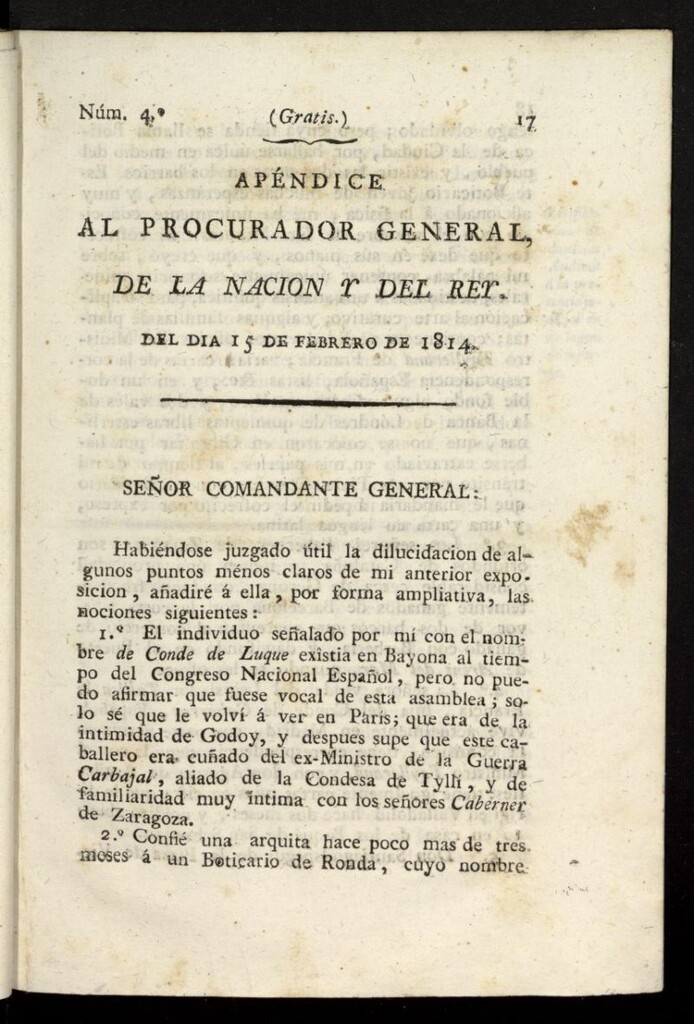 Núm. 4.º (Gratis.) 17
APÉNDICE
AL PROCURADOR GENERAL,
DE LA NACION Y DEL REY.
DEL DIA 15 DE FEBRERO DE 1814.
SEÑOR COMANDANTE GENERAL:
Habiéndose juzgado útil la dilucidacion de al-
gunos puntos ménos claros de mi anterior expo-
sicion, añadiré á ella, por forma ampliativa, las
nociones siguientes:
1.º El individuo señalado por mí con el nom-
bre de Conde de Luque existia en Bayona al tiem-
po del Congreso Nacional Español, pero no pue-
do afirmar que fuese vocal de esta asamblea; so-
lo sé que le volví á ver en París; que era de la
intimidad de Godoy, y despues supe que este ca-
ballero era cuñado del ex-Ministro de la Guerra
Carbajal, aliado de la Condesa de Tylli, y de
familiaridad muy íntima con los señores Caberner
de Zaragoza.
2.º Confié una arquita hace poco mas de tres
meses á un Boticario de Ronda, cuyo nombre